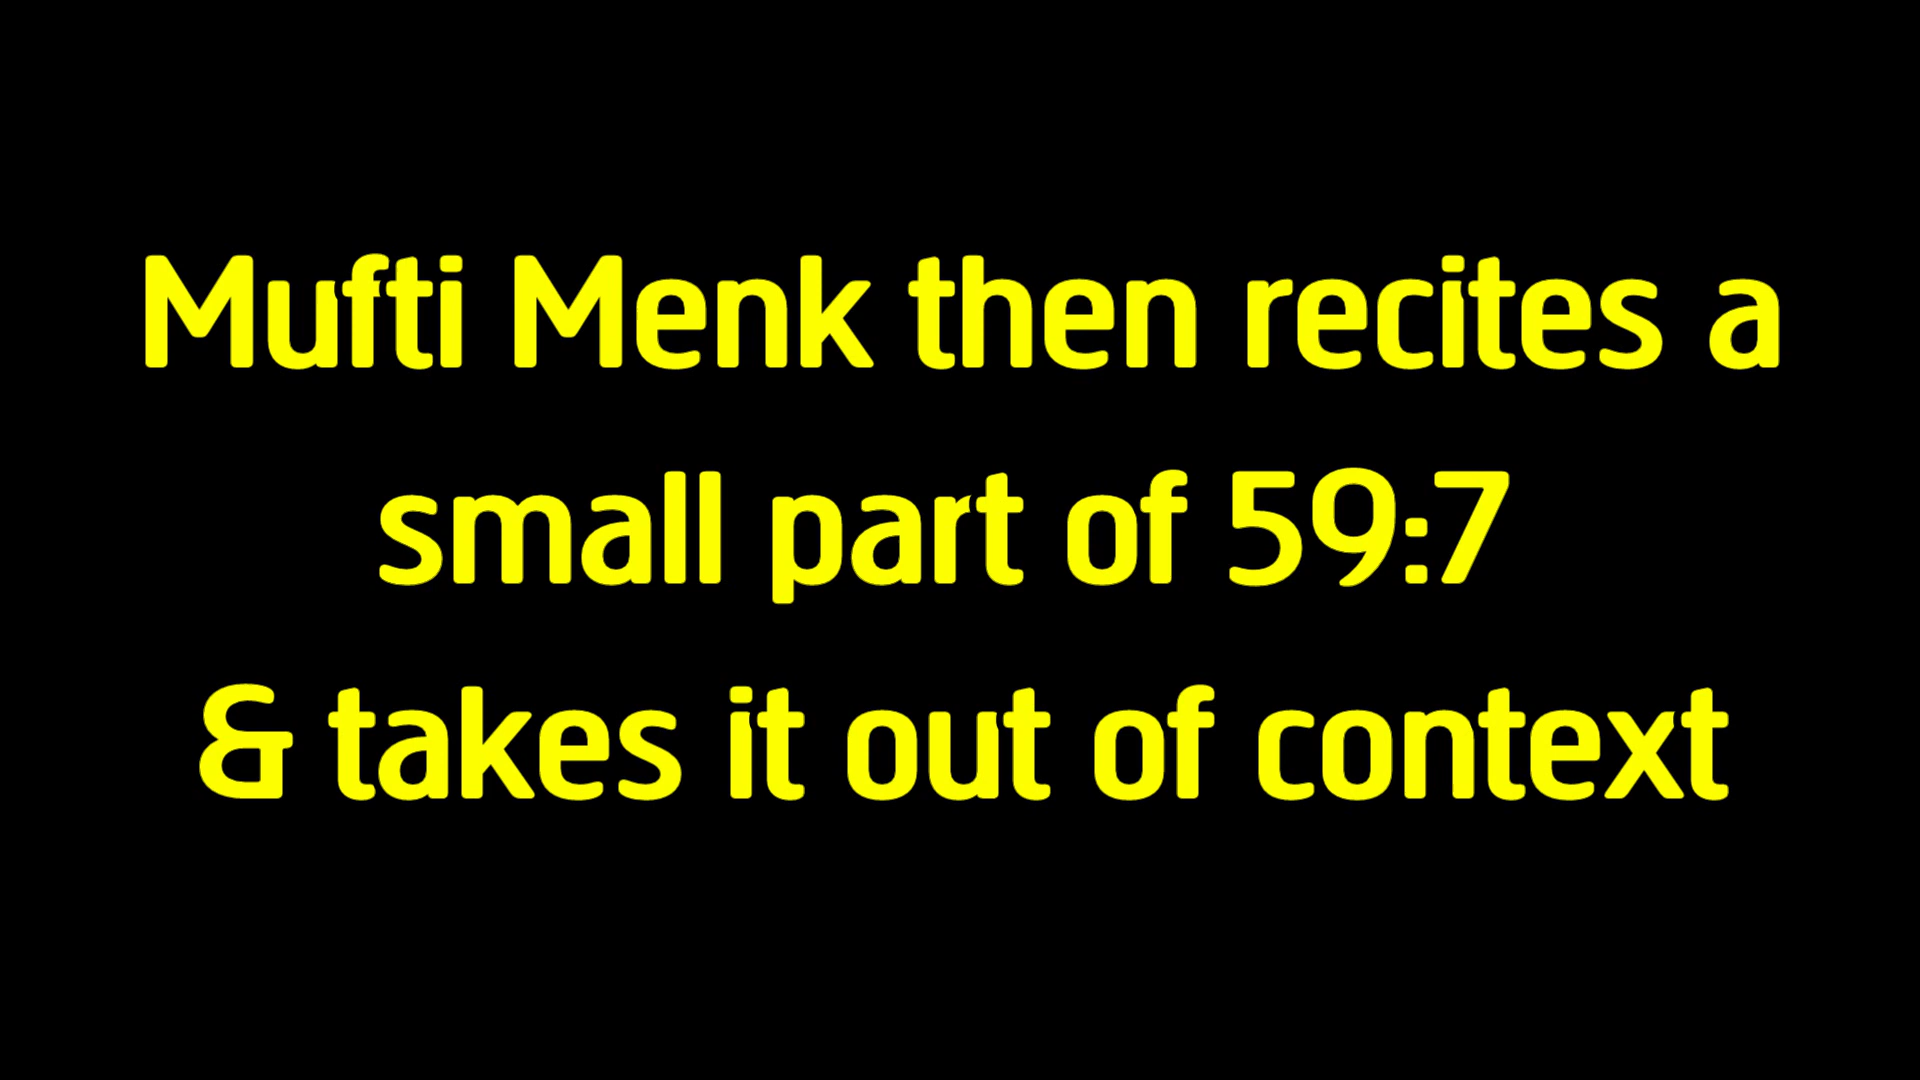 Mufti Menk then recites a
small part of 59:7
& takes it out of context